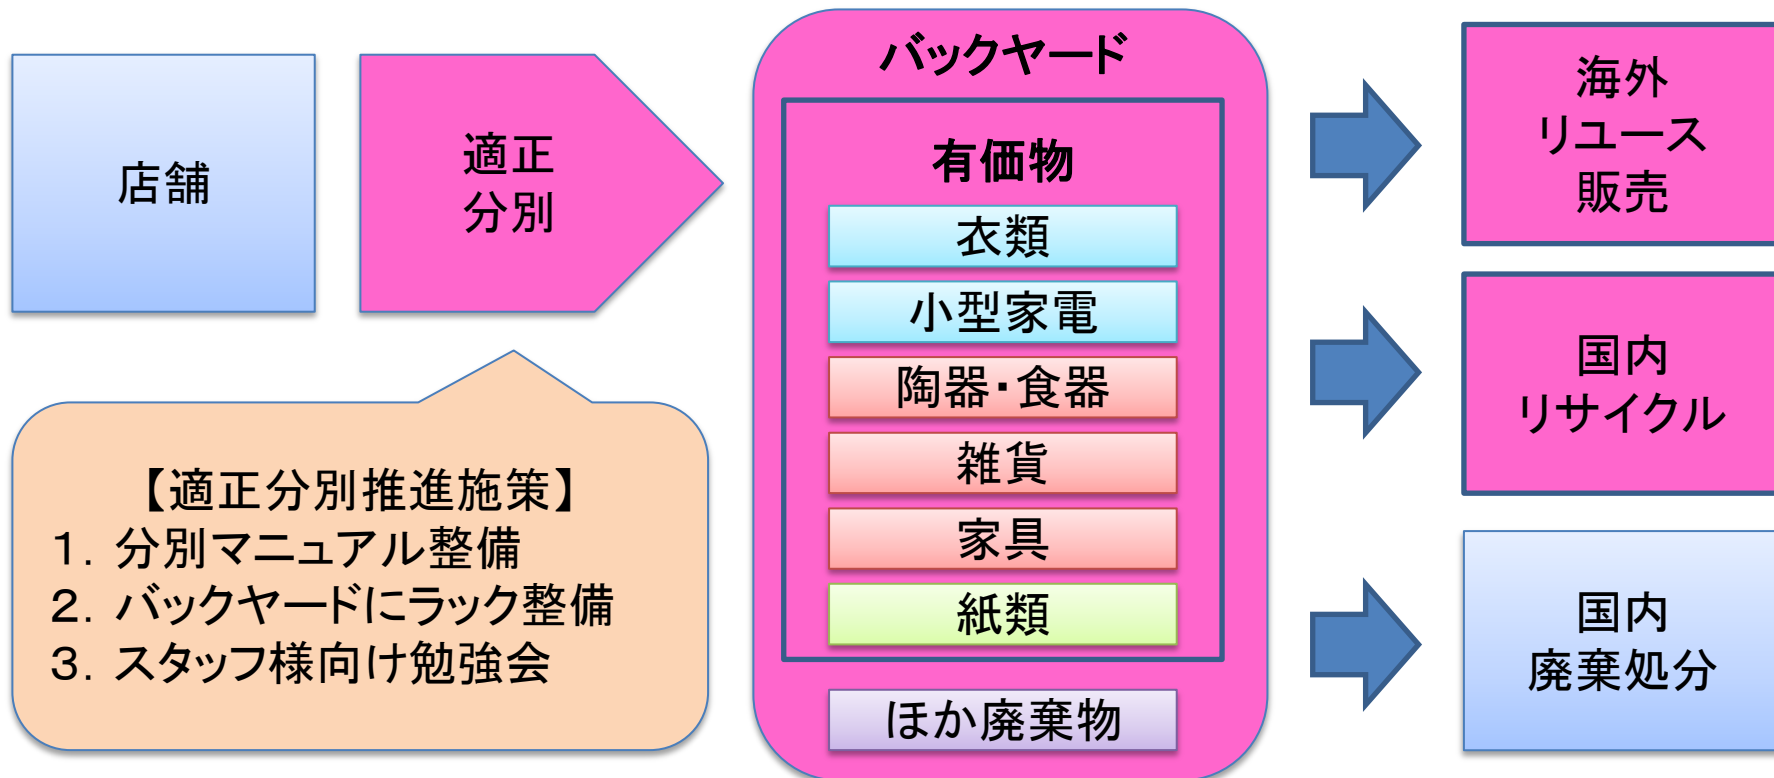 店舗
適正
分別
【適正分別推進施策】
１．分別マニュアル整備
２．バックヤードにラック整備
３．スタッフ様向け勉強会
バックヤード
有価物
衣類
小型家電
陶器・食器
雑貨
家具
紙類
ほか廃棄物
海外
リユース
販売
国内
リサイクル
国内
廃棄処分